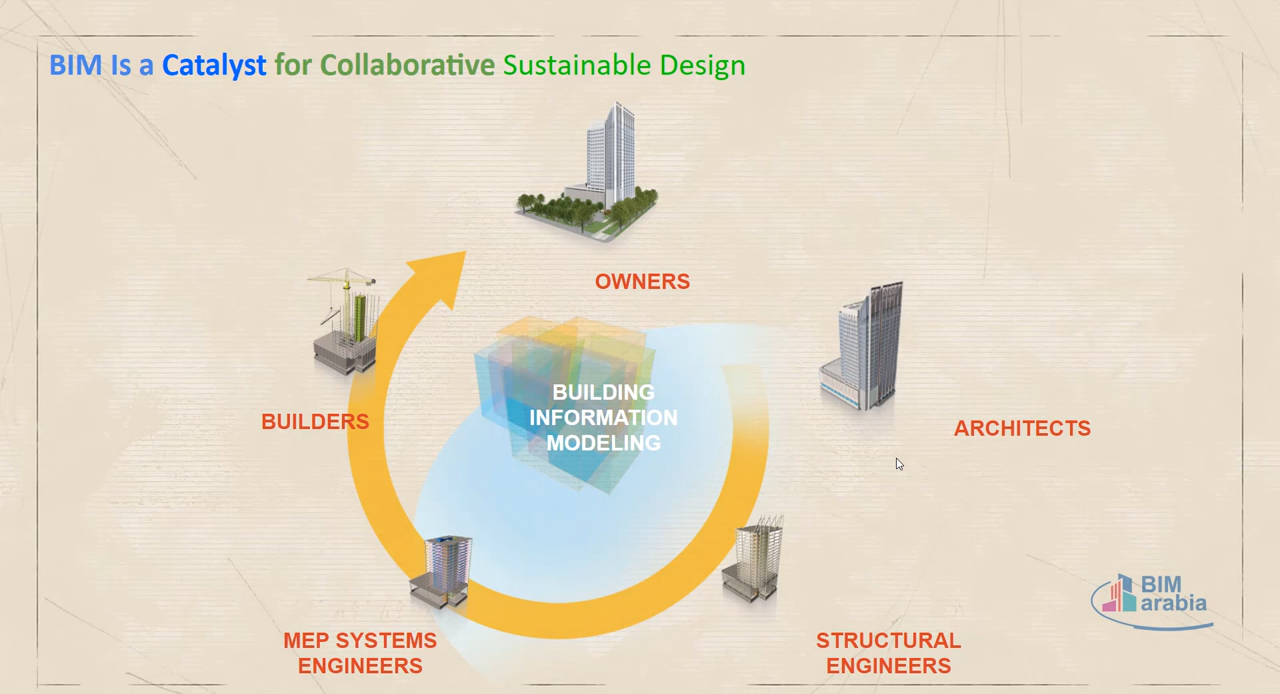 BIM Is a Catalyst for Collaborative Sustainable Design
OWNERS
BUILDING
INFORMATION
MODELING
BUILDERS
ARCHITECTS
MEP SYSTEMS
ENGINEERS
STRUCTURAL
ENGINEERS
BIM
arabia